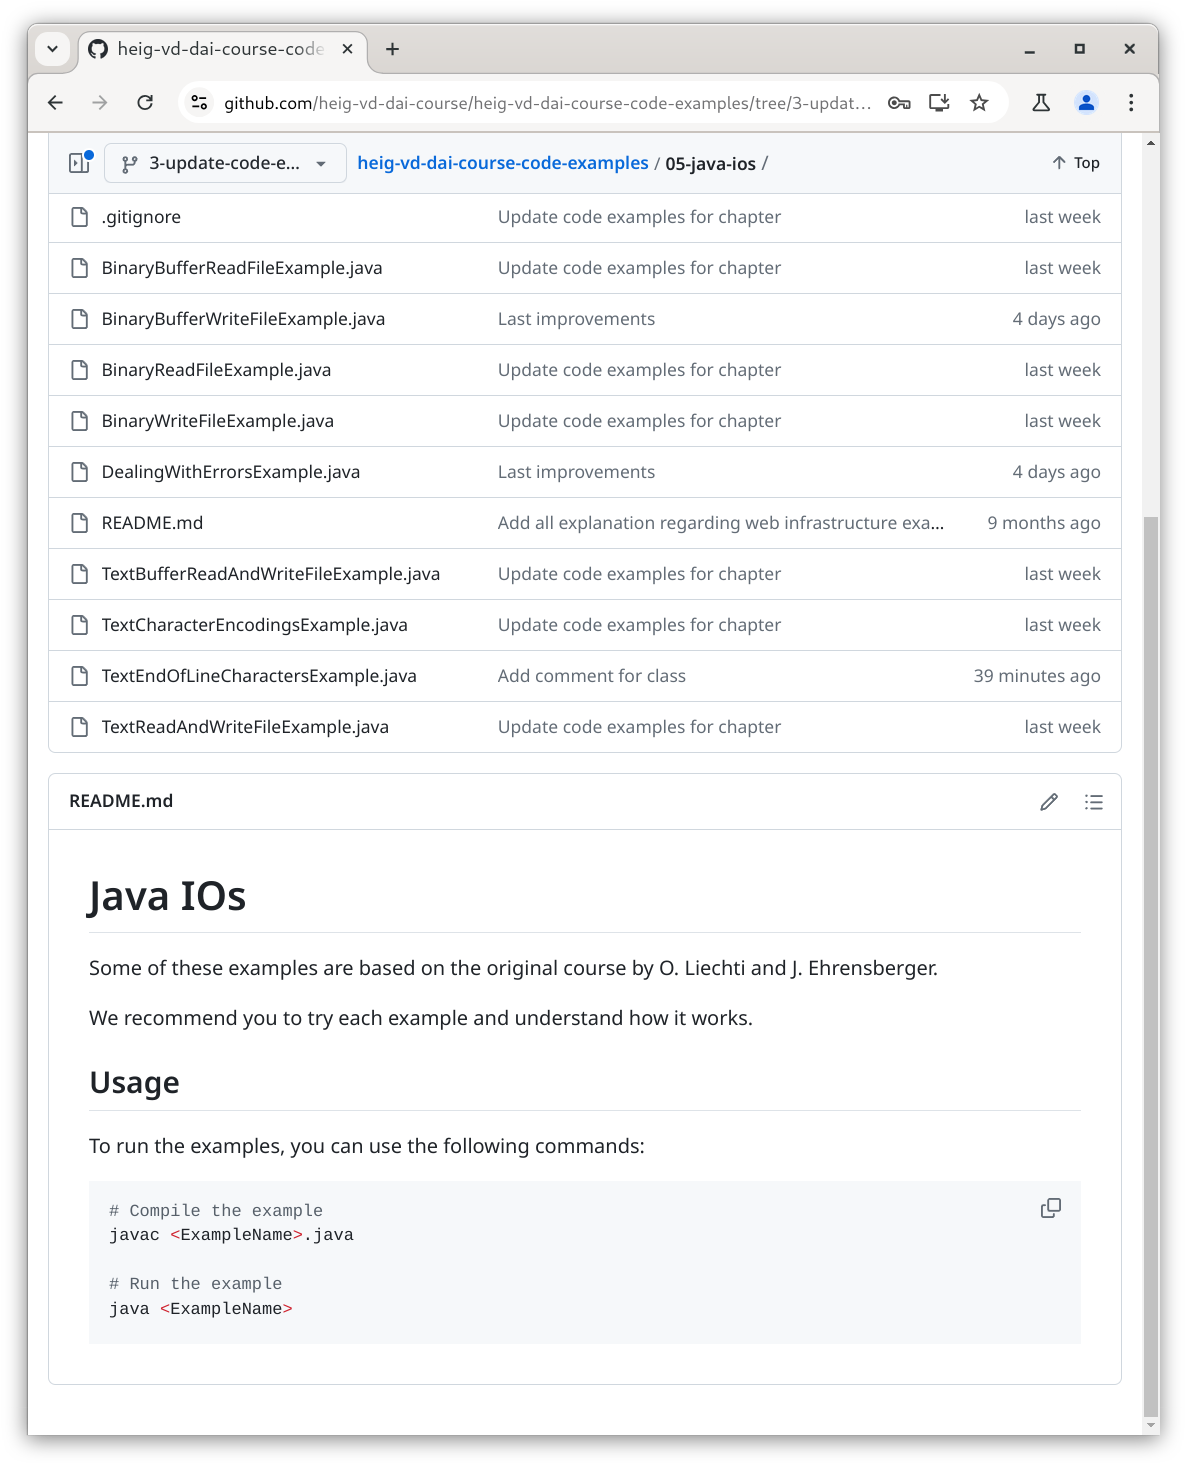 heig-vd-dai-course-code
github.com/heig-vd-dai-course/heig-vd-dai-course-code-examples/tree/3-updat...
3-update-code-e... heig-vd-dai-course-code-examples / 05-java-ios / Top
.gitignore Update code examples for chapter last week
BinaryBufferReadFileExample.java Update code examples for chapter last week
BinaryBufferWriteFileExample.java Last improvements 4 days ago
BinaryReadFileExample.java Update code examples for chapter last week
BinaryWriteFileExample.java Update code examples for chapter last week
DealingWithErrorsExample.java Last improvements 4 days ago
README.md Add all explanation regarding web infrastructure exa... 9 months ago
TextBufferReadAndWriteFileExample.java Update code examples for chapter last week
TextCharacterEncodingsExample.java Update code examples for chapter last week
TextEndOfLineCharactersExample.java Add comment for class 39 minutes ago
TextReadAndWriteFileExample.java Update code examples for chapter last week
README.md
Java IOs
Some of these examples are based on the original course by O. Liechti and J. Ehrensberger.
We recommend you to try each example and understand how it works.
Usage
To run the examples, you can use the following commands:
# Compile the example
javac <ExampleName>.java
# Run the example
java <ExampleName>